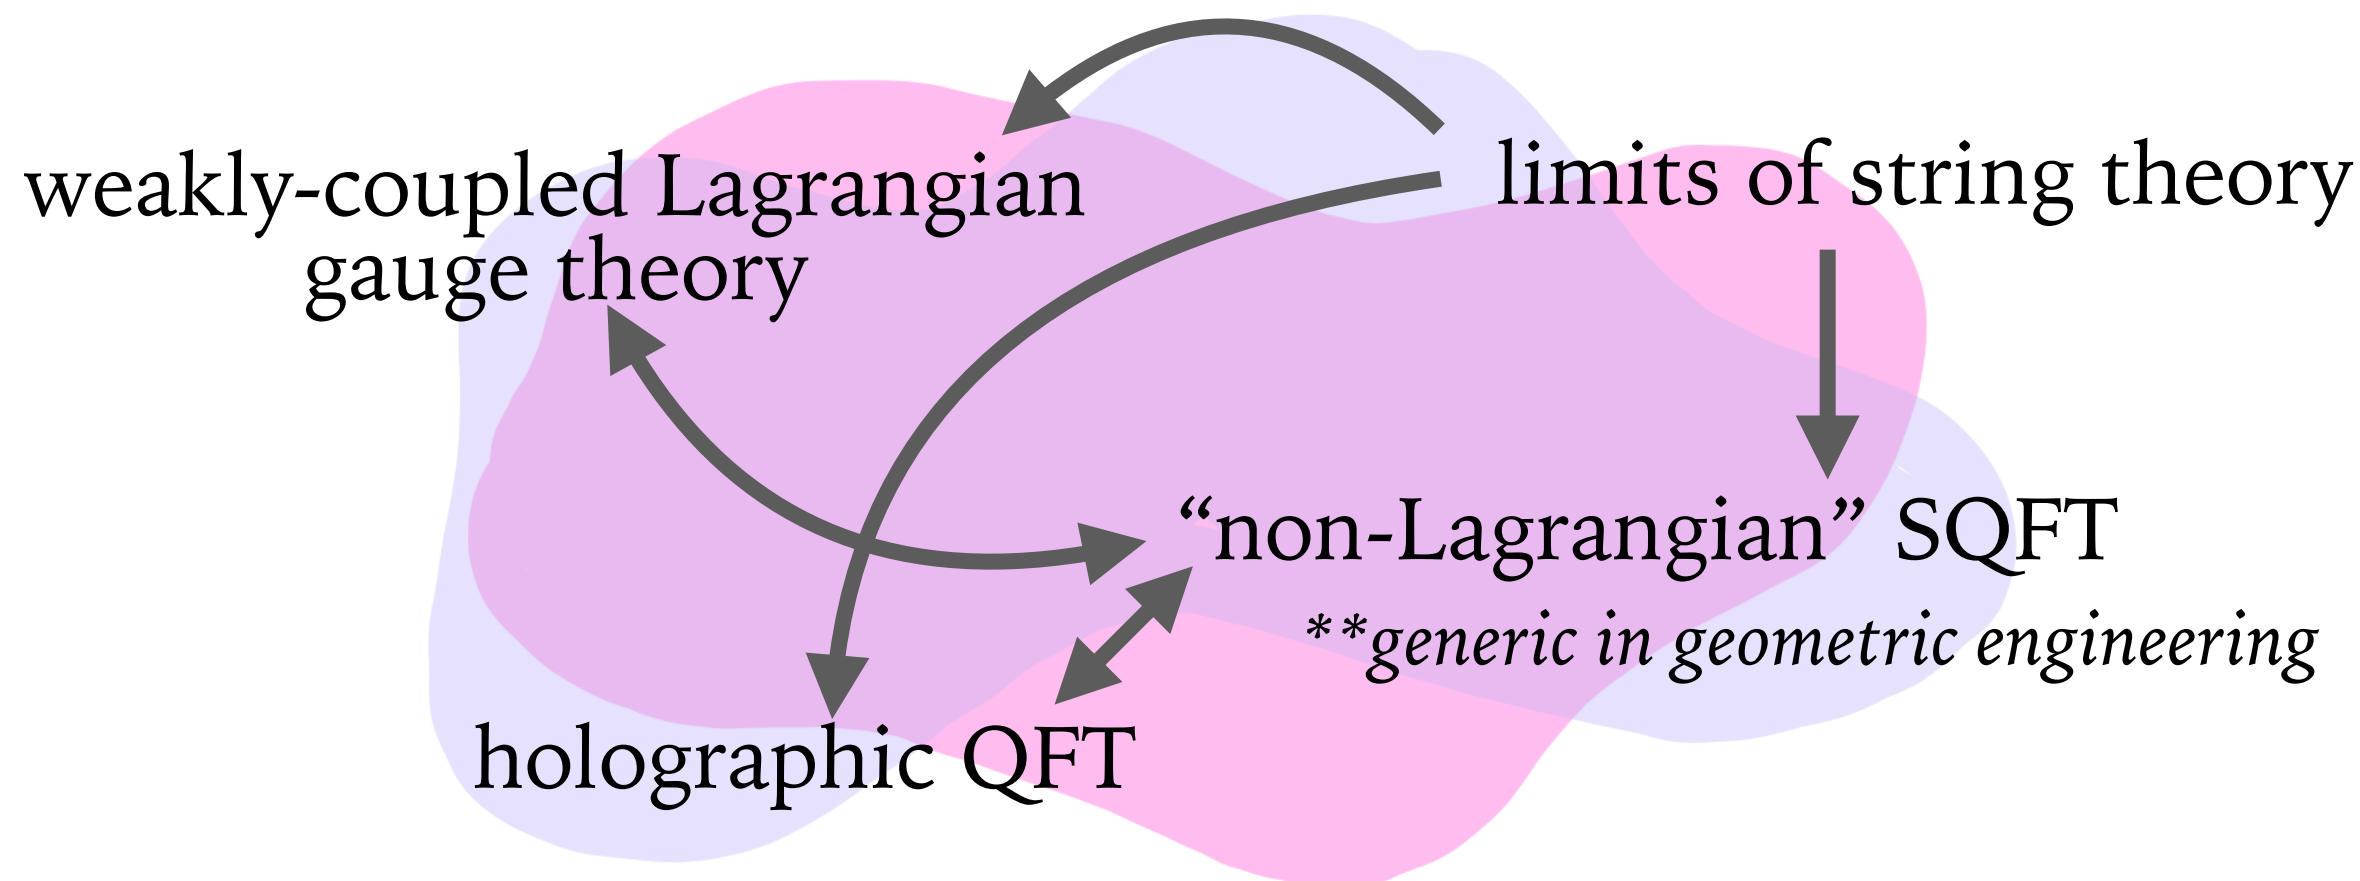 weakly-coupled Lagrangian
gauge theory
limits of string theory
“non-Lagrangian” SQFT
**generic in geometric engineering
holographic QFT